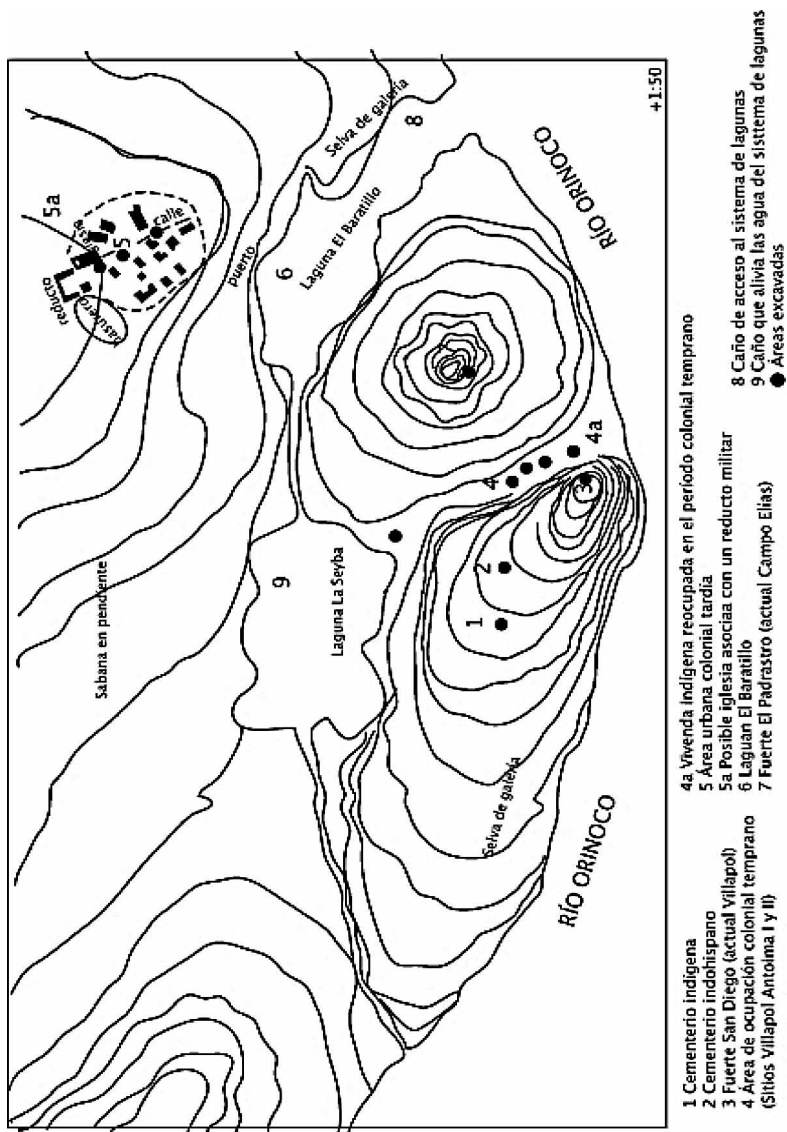 5a
reducto
5
calle
basurero
puerto
Sabana en pendiente
Selva de galería
8
6
Laguna El Baratillo
9
Laguna La Seyba
RÍO ORINOCO
4
4a
3
2
1
Selva de galería
RÍO ORINOCO
+1:50
1 Cementerio indígena
2 Cementerio indohispano
3 Fuerte San Diego (actual Villapol)
4 Área de ocupación colonial temprano
(Sitios Villapol Antoima I y II)
4a Vivenda Indígena reocupada en el período colonial temprano
5 Área urbana colonial tardía
5a Posible iglesia asociaa con un reducto militar
6 Laguan El Baratillo
7 Fuerte El Padrastro (actual Campo Elías)
8 Caño de acceso al sistema de lagunas
9 Caño que alivia las agua del sisttema de lagunas
Áreas excavadas